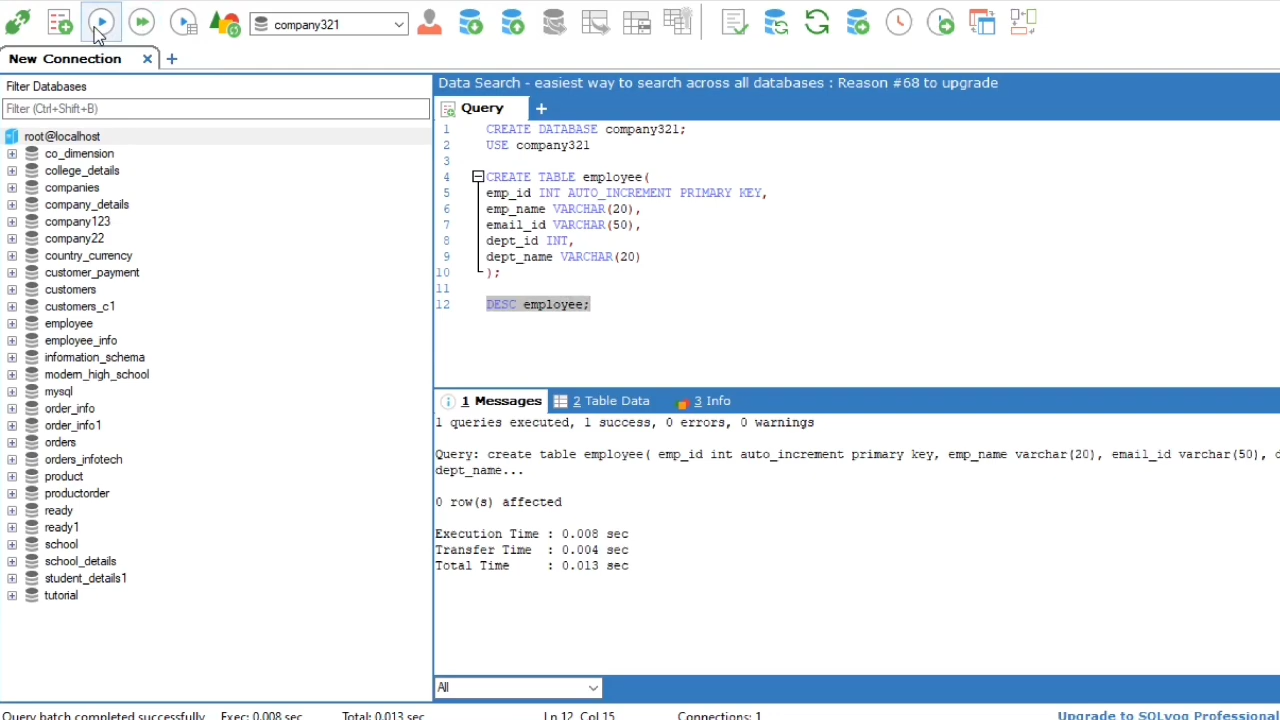 company321
New Connection
Filter Databases
Filter (Ctrl+Shift+B)
root@localhost
co_dimension
college_details
companies
company_details
company123
company22
country_currency
customer_payment
customers
customers_c1
employee
employee_info
information_schema
modern_high_school
mysql
order_info
order_info1
orders
orders_infotech
product
productorder
ready
ready1
school
school_details
student_details1
tutorial
Data Search - easiest way to search across all databases : Reason #68 to upgrade
Query
1 CREATE DATABASE company321;
2 USE company321
3
4 CREATE TABLE employee(
5 emp_id INT AUTO_INCREMENT PRIMARY KEY,
6 emp_name VARCHAR(20),
7 email_id VARCHAR(50),
8 dept_id INT,
9 dept_name VARCHAR(20)
10 );
11
12 DESC employee;
1 Messages 2 Table Data 3 Info
1 queries executed, 1 success, 0 errors, 0 warnings
Query: create table employee( emp_id int auto_increment primary key, emp_name varchar(20), email_id varchar(50), d
dept_name...
0 row(s) affected
Execution Time : 0.008 sec
Transfer Time : 0.004 sec
Total Time : 0.013 sec
All
Query batch completed successfully Exec: 0.008 sec Total: 0.013 sec Ln 12, Col 15 Connections: 1 Upgrade to SQLyog Professional